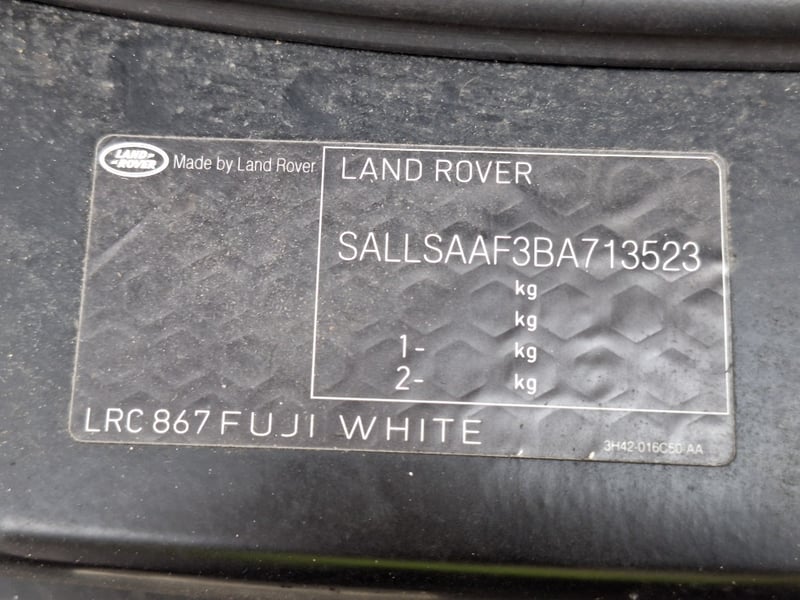 LAND-
-ROVER
Made by Land Rover
LAND ROVER
SALLSAAF3BA713523
kg
kg
1- kg
2- kg
LRC 867 FUJI WHITE
3H42-016C50-AA